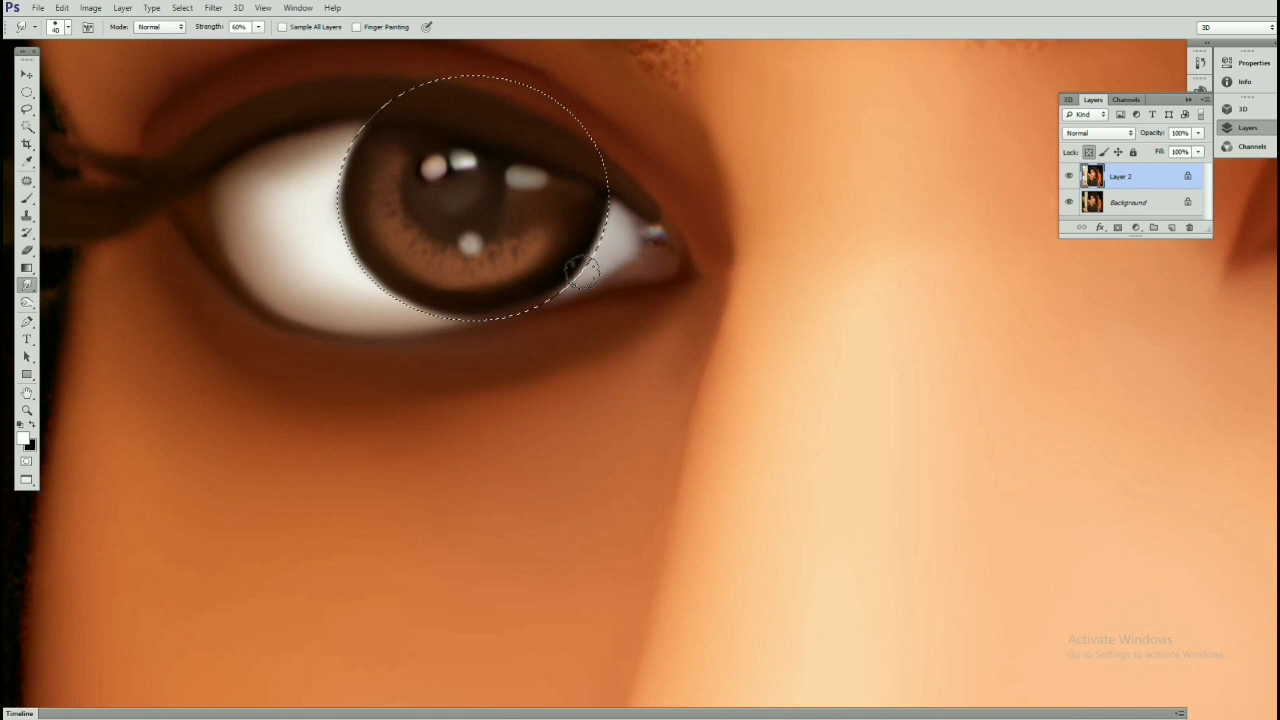 Ps File Edit Image Layer Type Select Filter 3D View Window Help
40 Mode: Normal Strength: 60% Sample All Layers Finger Painting 3D
Properties
Info
3D Layers Channels
3D
Kind
Layers
Normal Opacity: 100%
Channels
Lock: Fill: 100%
Layer 2
Background
T
Activate Windows
Go to Settings to activate Windows.
Timeline